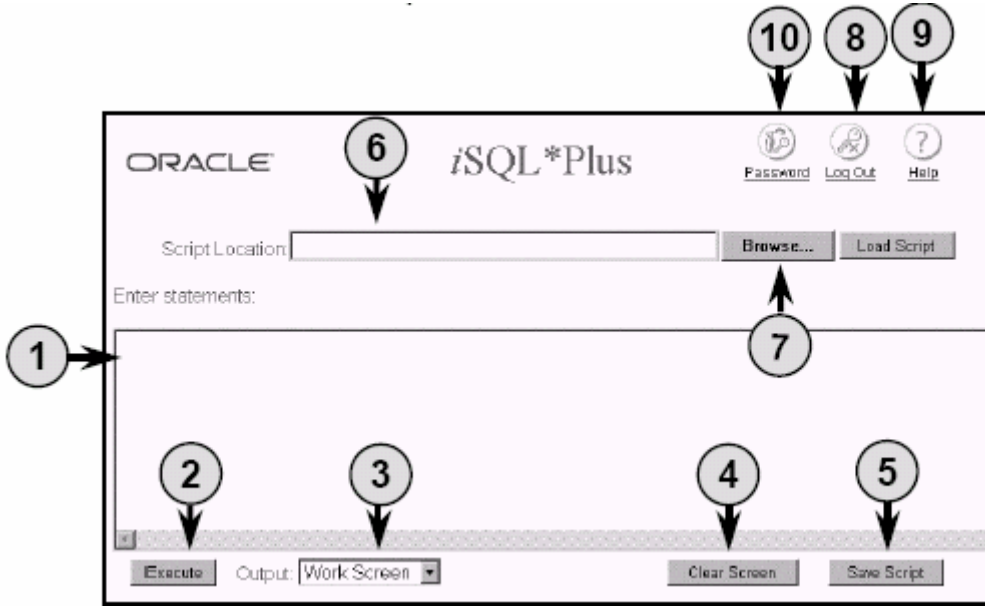 10 8 9
6
ORACLE iSQL*Plus
Password Log Out Help
Script Location: Browse... Load Script
Enter statements:
1
7
2 3 4 5
Execute Output: Work Screen Clear Screen Save Script